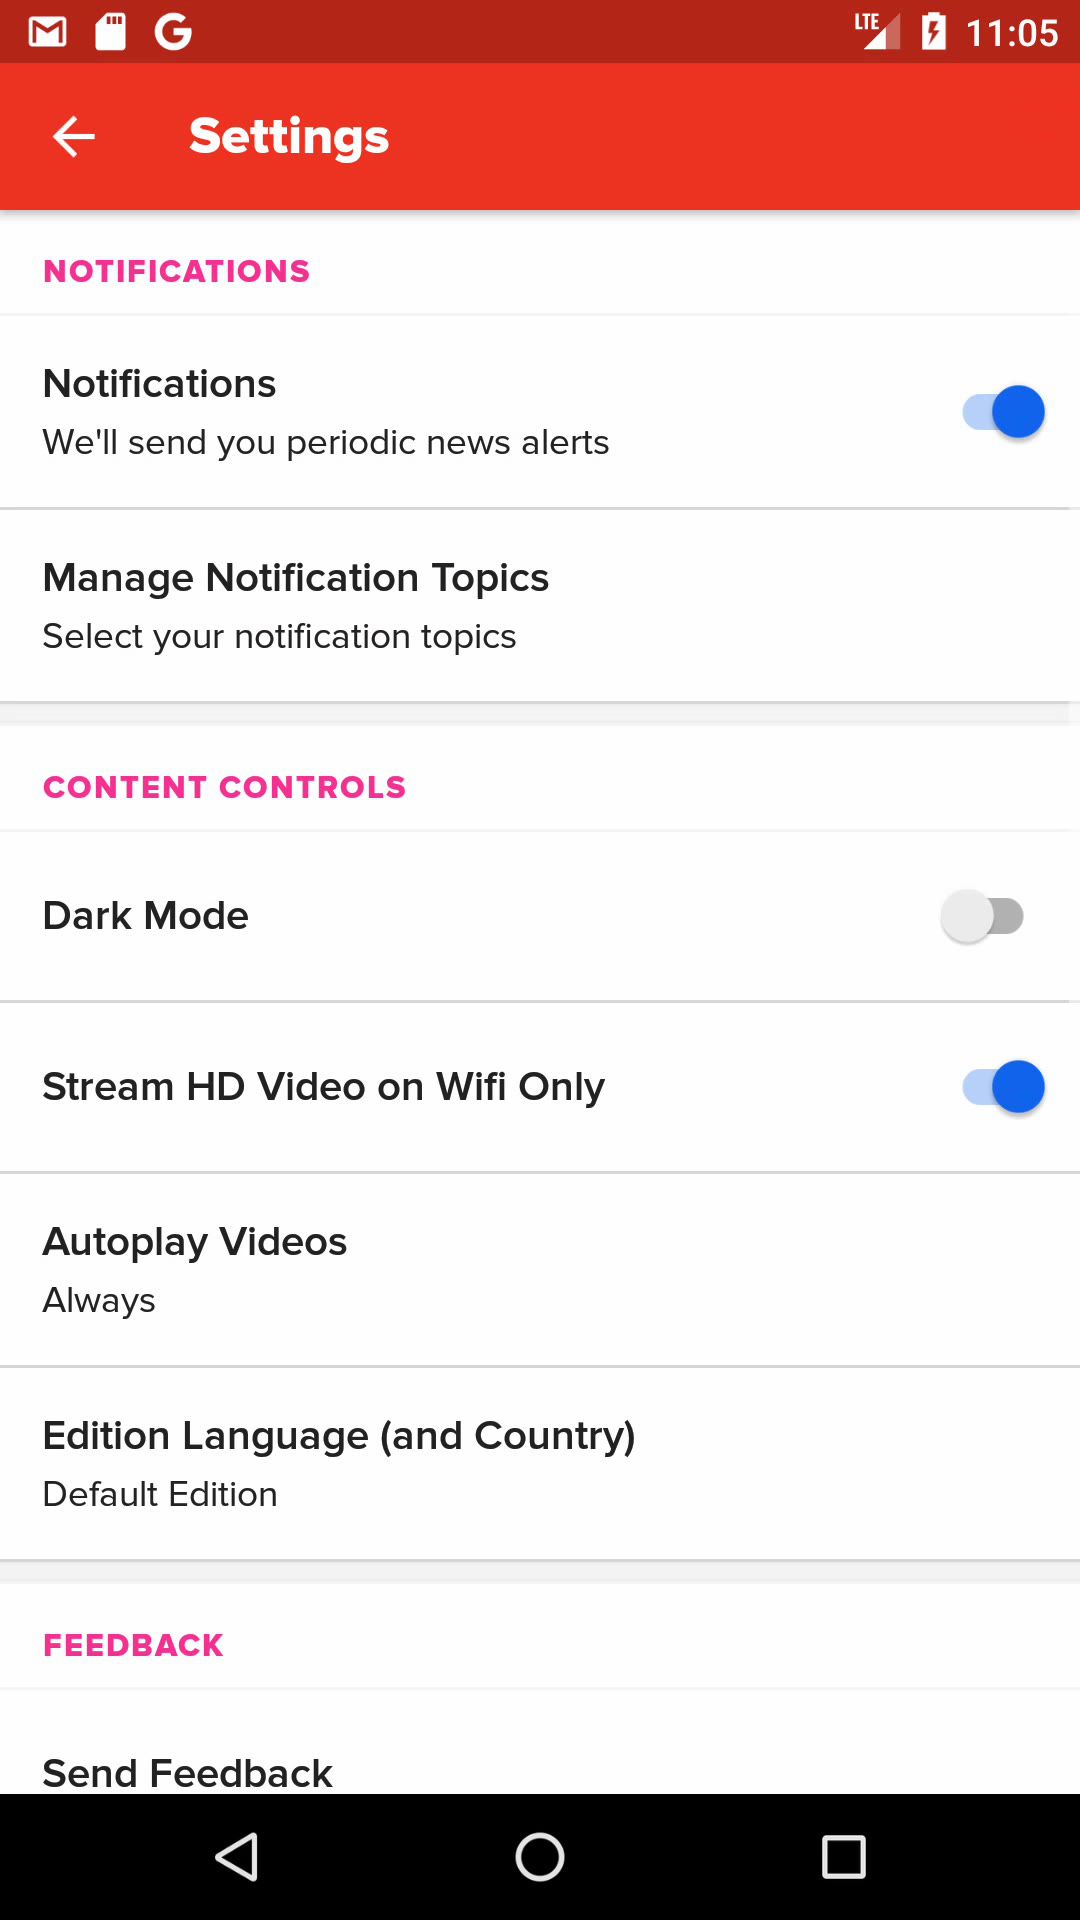 LTE 11:05
Settings
NOTIFICATIONS
Notifications
We'll send you periodic news alerts
Manage Notification Topics
Select your notification topics
CONTENT CONTROLS
Dark Mode
Stream HD Video on Wifi Only
Autoplay Videos
Always
Edition Language (and Country)
Default Edition
FEEDBACK
Send Feedback